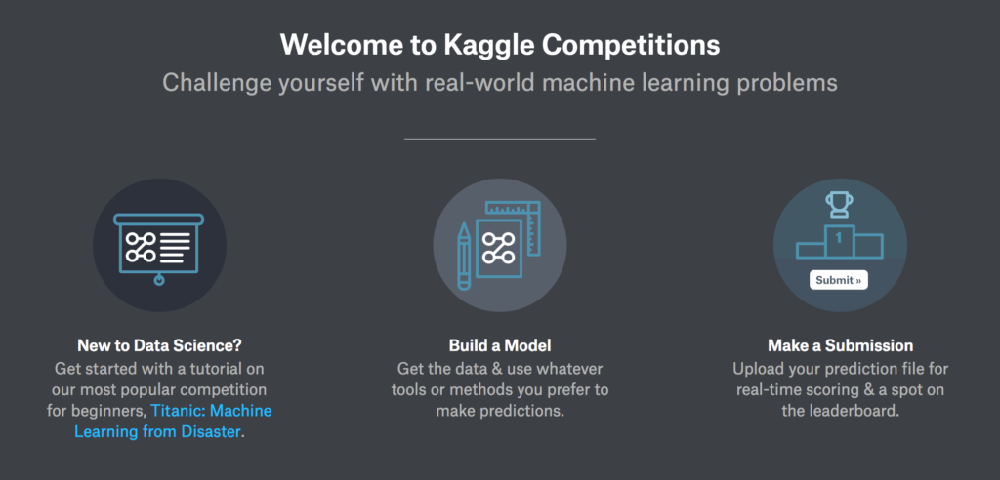 Welcome to Kaggle Competitions
Challenge yourself with real-world machine learning problems
New to Data Science?
Get started with a tutorial on
our most popular competition
for beginners, Titanic: Machine
Learning from Disaster.
Build a Model
Get the data & use whatever
tools or methods you prefer to
make predictions.
1
Submit »
Make a Submission
Upload your prediction file for
real-time scoring & a spot on
the leaderboard.